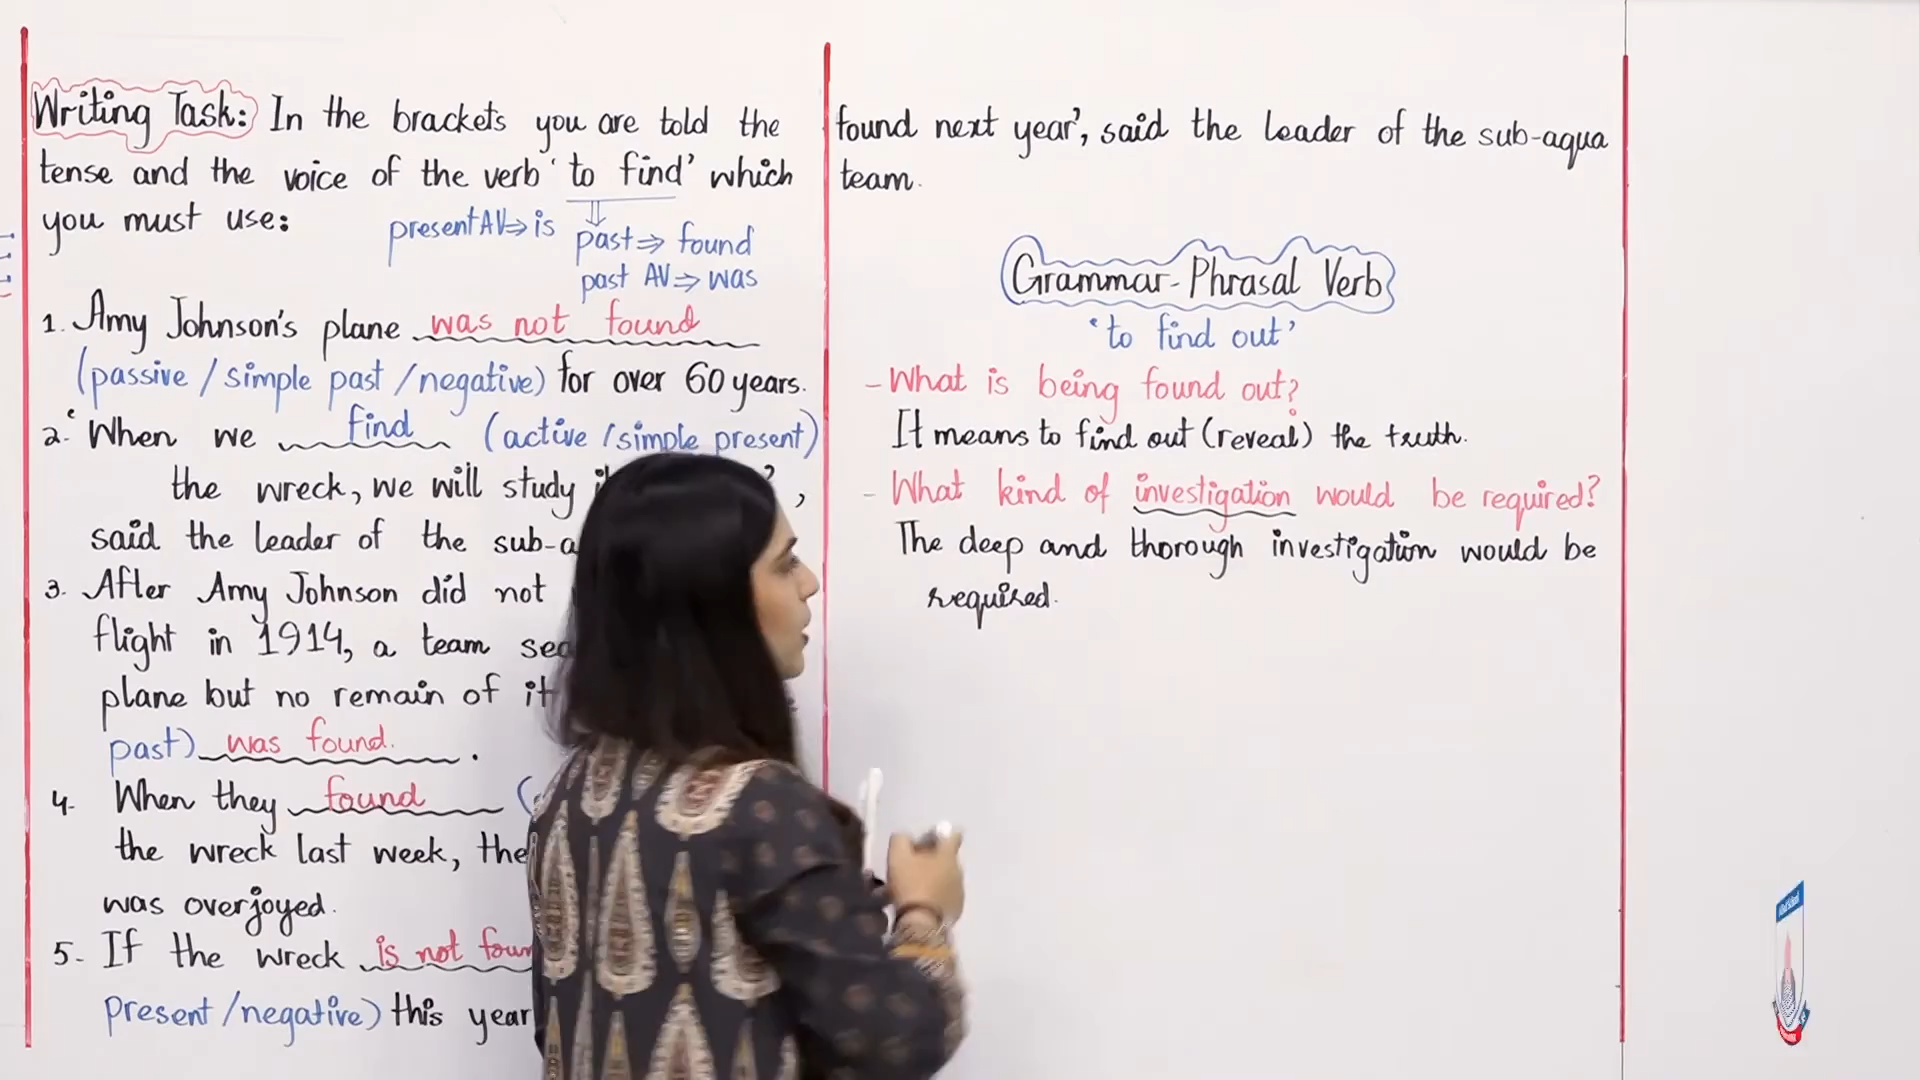 Writing Task: In the brackets you are told the
tense and the voice of the verb 'to find' which
you must use:
present AV⇒ is
past ⇒ found
past AV ⇒ was
1. Amy Johnson's plane was not found
(passive / simple past / negative) for over 60 years.
2. 'When we find (active / simple present)
the wreck, we will study
said the leader of the
3. After Amy Johnson did not
flight in 1914, a team
plane but no remain of it
past) was found.
4. When they found
the wreck last week,
was overjoyed.
5. If the wreck is not
present / negative) this year
found next year', said the leader of the sub-aqua
team.
Grammar - Phrasal Verb
'to find out'
- What is being found out?
It means to find out (reveal) the truth.
- What kind of investigation would be required?
The deep and thorough investigation would be
required.